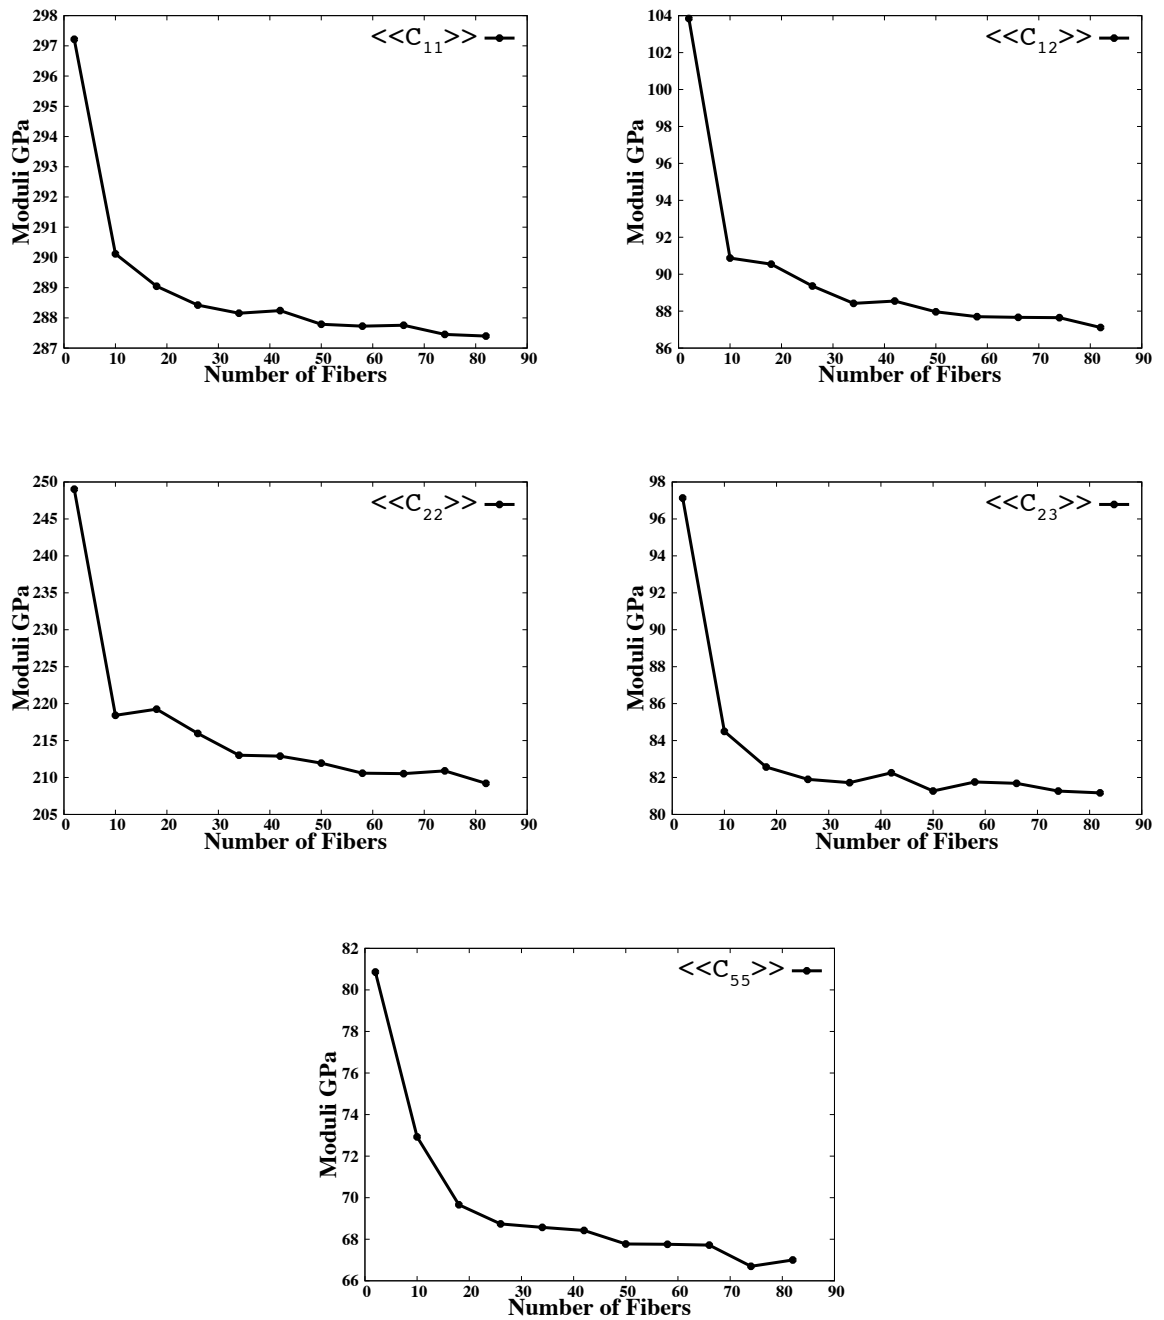 <<C11>>
298
297
296
295
294
293
292
291
290
289
288
287
Moduli GPa
0 10 20 30 40 50 60 70 80 90
Number of Fibers
<<C12>>
104
102
100
98
96
94
92
90
88
86
Moduli GPa
0 10 20 30 40 50 60 70 80 90
Number of Fibers
<<C22>>
250
245
240
235
230
225
220
215
210
205
Moduli GPa
0 10 20 30 40 50 60 70 80 90
Number of Fibers
<<C23>>
98
96
94
92
90
88
86
84
82
80
Moduli GPa
0 10 20 30 40 50 60 70 80 90
Number of Fibers
<<C55>>
82
80
78
76
74
72
70
68
66
Moduli GPa
0 10 20 30 40 50 60 70 80 90
Number of Fibers